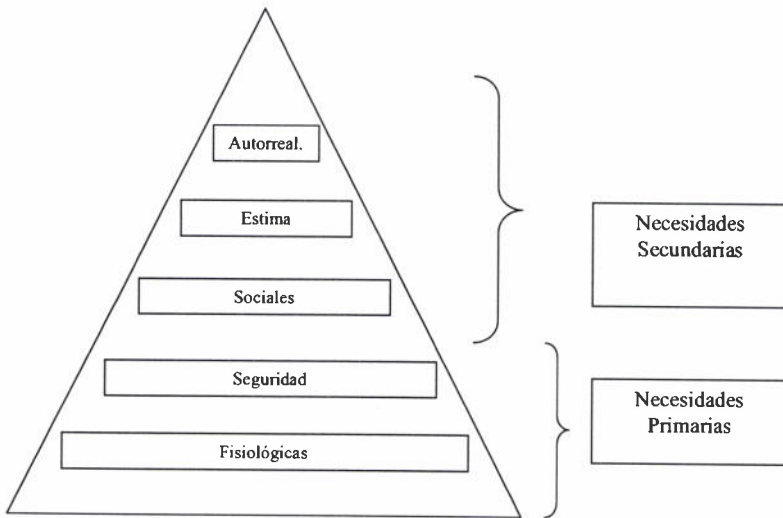 Autorreal.
Estima
Sociales
Seguridad
Fisiológicas
Necesidades
Secundarias
Necesidades
Primarias